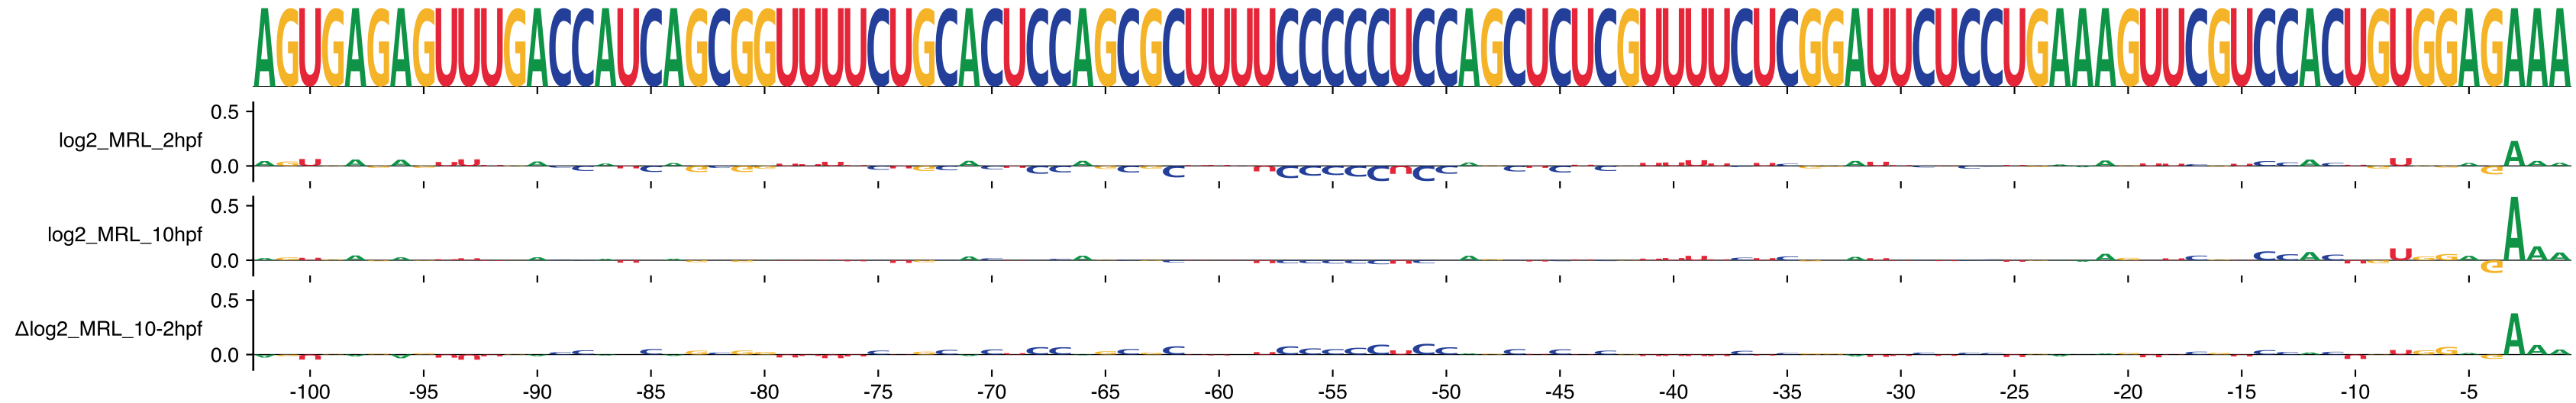 AGUGAGAGUUUGACCAUCAGCGGUUUUCUGCACUCCAGCGCUUUUCCCCCUCCAGCUCUCGUUUUCUCGGAUUCUCCUGAAAGUUCGUCCACUGUGGAGAAA
0.5
log2_MRL_2hpf
0.0
0.5
log2_MRL_10hpf
0.0
0.5
Δlog2_MRL_10-2hpf
0.0
-100 -95 -90 -85 -80 -75 -70 -65 -60 -55 -50 -45 -40 -35 -30 -25 -20 -15 -10 -5